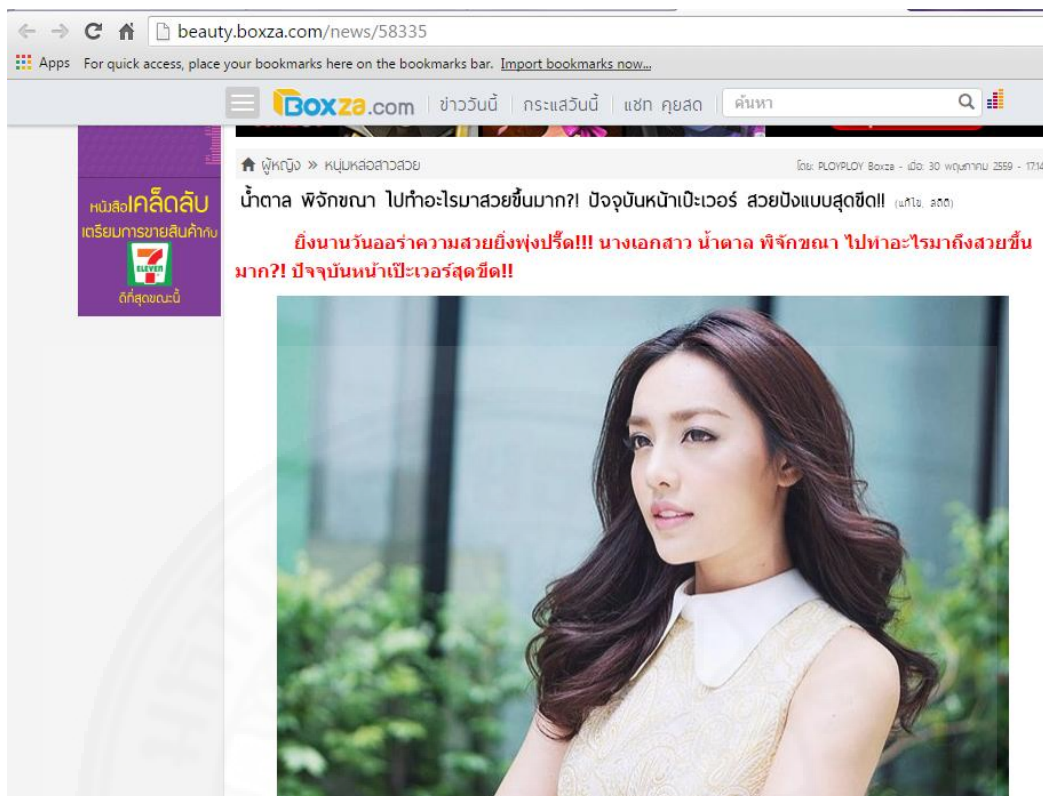 beauty.boxza.com/news/58335
Apps For quick access, place your bookmarks here on the bookmarks bar. Import bookmarks now...
Boxza.com ข่าววันนี้ กระแสวันนี้ แชท คุยสด ค้นหา
ผู้หญิง » หนุ่มหล่อสาวสวย โดย: PLOYPLOY Boxza - เมื่อ: 30 พฤษภาคม 2559 - 17:14
น้ำตาล พิจักขณา ไปทำอะไรมาสวยขึ้นมาก?! ปัจจุบันหน้าเป๊ะเวอร์ สวยปังแบบสุดขีด!! (แก้ไข, สถิติ)
ยิ่งนานวันออร่าความสวยยิ่งพุ่งปรี๊ด!!! นางเอกสาว น้ำตาล พิจักขณา ไปทำอะไรมาถึงสวยขึ้น
มาก?! ปัจจุบันหน้าเป๊ะเวอร์สุดขีด!!
หนังสือเคล็ดลับ
เตรียมการขายสินค้ากับ
7 ELEVEN
ดีที่สุดขณะนี้